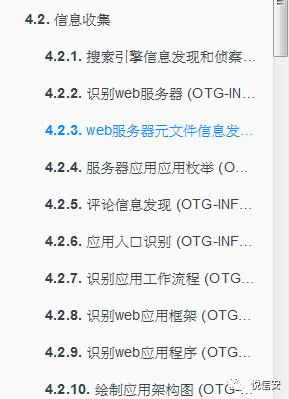 4.2. 信息收集
4.2.1. 搜索引擎信息发现和侦察...
4.2.2. 识别web服务器 (OTG-IN...
4.2.3. web服务器元文件信息发...
4.2.4. 服务器应用应用枚举 (O...
4.2.5. 评论信息发现 (OTG-INF...
4.2.6. 应用入口识别 (OTG-INF...
4.2.7. 识别应用工作流程 (OTG...
4.2.8. 识别web应用框架 (OTG...
4.2.9. 识别web应用程序 (OTG...
4.2.10. 绘制应用架构图 (OTG-...
悦信安